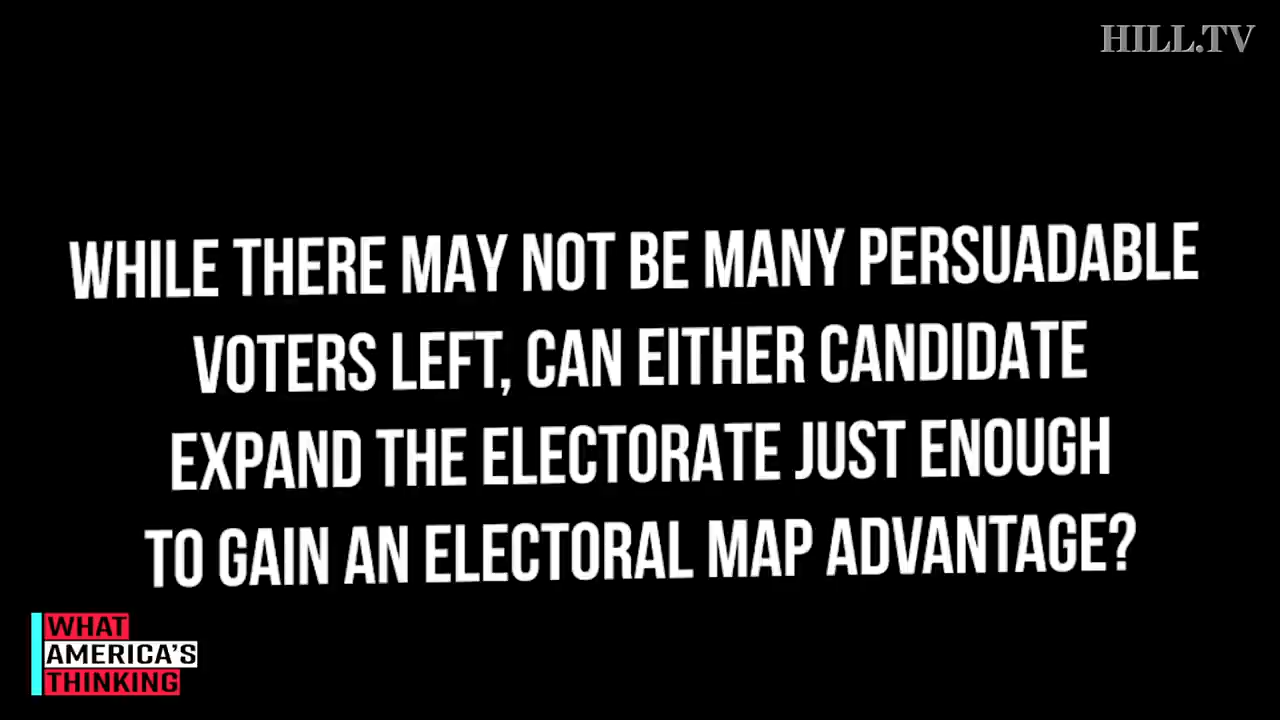 HILL.TV
WHILE THERE MAY NOT BE MANY PERSUADABLE
VOTERS LEFT, CAN EITHER CANDIDATE
EXPAND THE ELECTORATE JUST ENOUGH
TO GAIN AN ELECTORAL MAP ADVANTAGE?
WHAT
AMERICA'S
THINKING